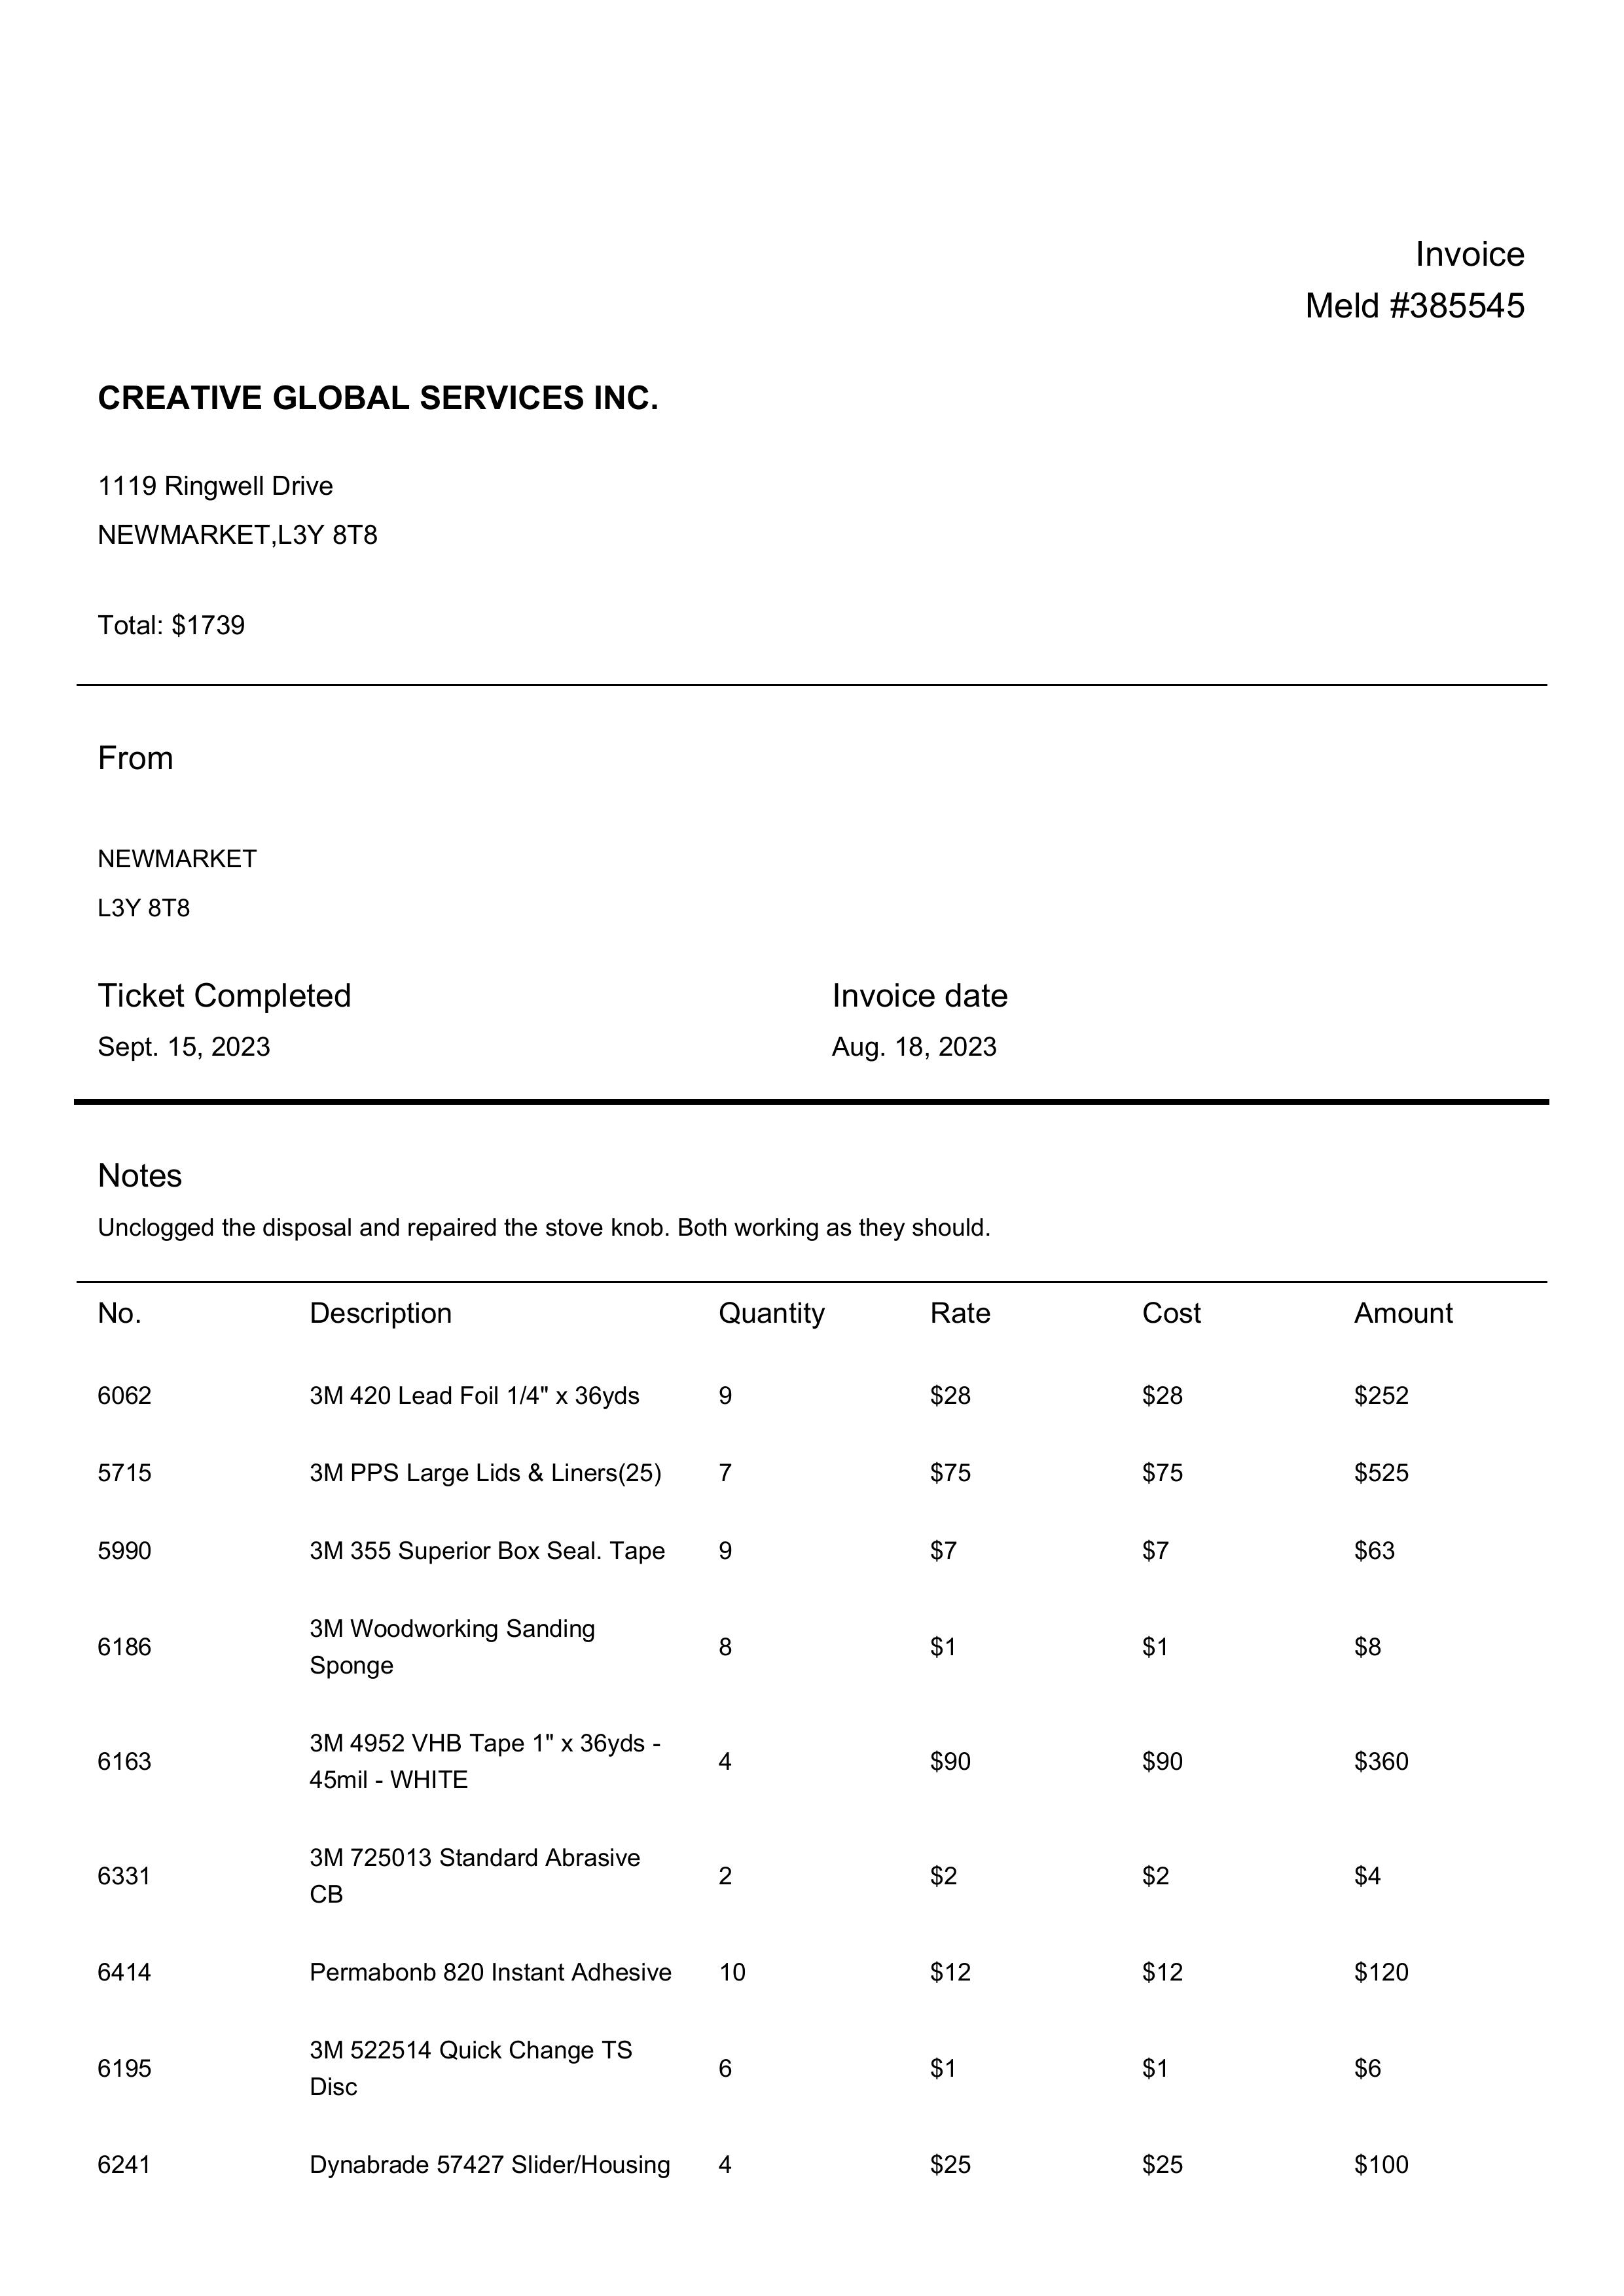 Invoice
Meld #385545
CREATIVE GLOBAL SERVICES INC.
1119 Ringwell Drive
NEWMARKET,L3Y 8T8
Total: $1739
From
NEWMARKET
L3Y 8T8
Ticket Completed Invoice date
Sept. 15, 2023 Aug. 18, 2023
Notes
Unclogged the disposal and repaired the stove knob. Both working as they should.
No. Description Quantity Rate Cost Amount
6062 3M 420 Lead Foil 1/4" x 36yds 9 $28 $28 $252
5715 3M PPS Large Lids & Liners(25) 7 $75 $75 $525
5990 3M 355 Superior Box Seal. Tape 9 $7 $7 $63
3M Woodworking Sanding
6186 8 $1 $1 $8
Sponge
3M 4952 VHB Tape 1" x 36yds -
6163 4 $90 $90 $360
45mil - WHITE
3M 725013 Standard Abrasive
6331 2 $2 $2 $4
CB
6414 Permabonb 820 Instant Adhesive 10 $12 $12 $120
3M 522514 Quick Change TS
6195 6 $1 $1 $6
Disc
6241 Dynabrade 57427 Slider/Housing 4 $25 $25 $100